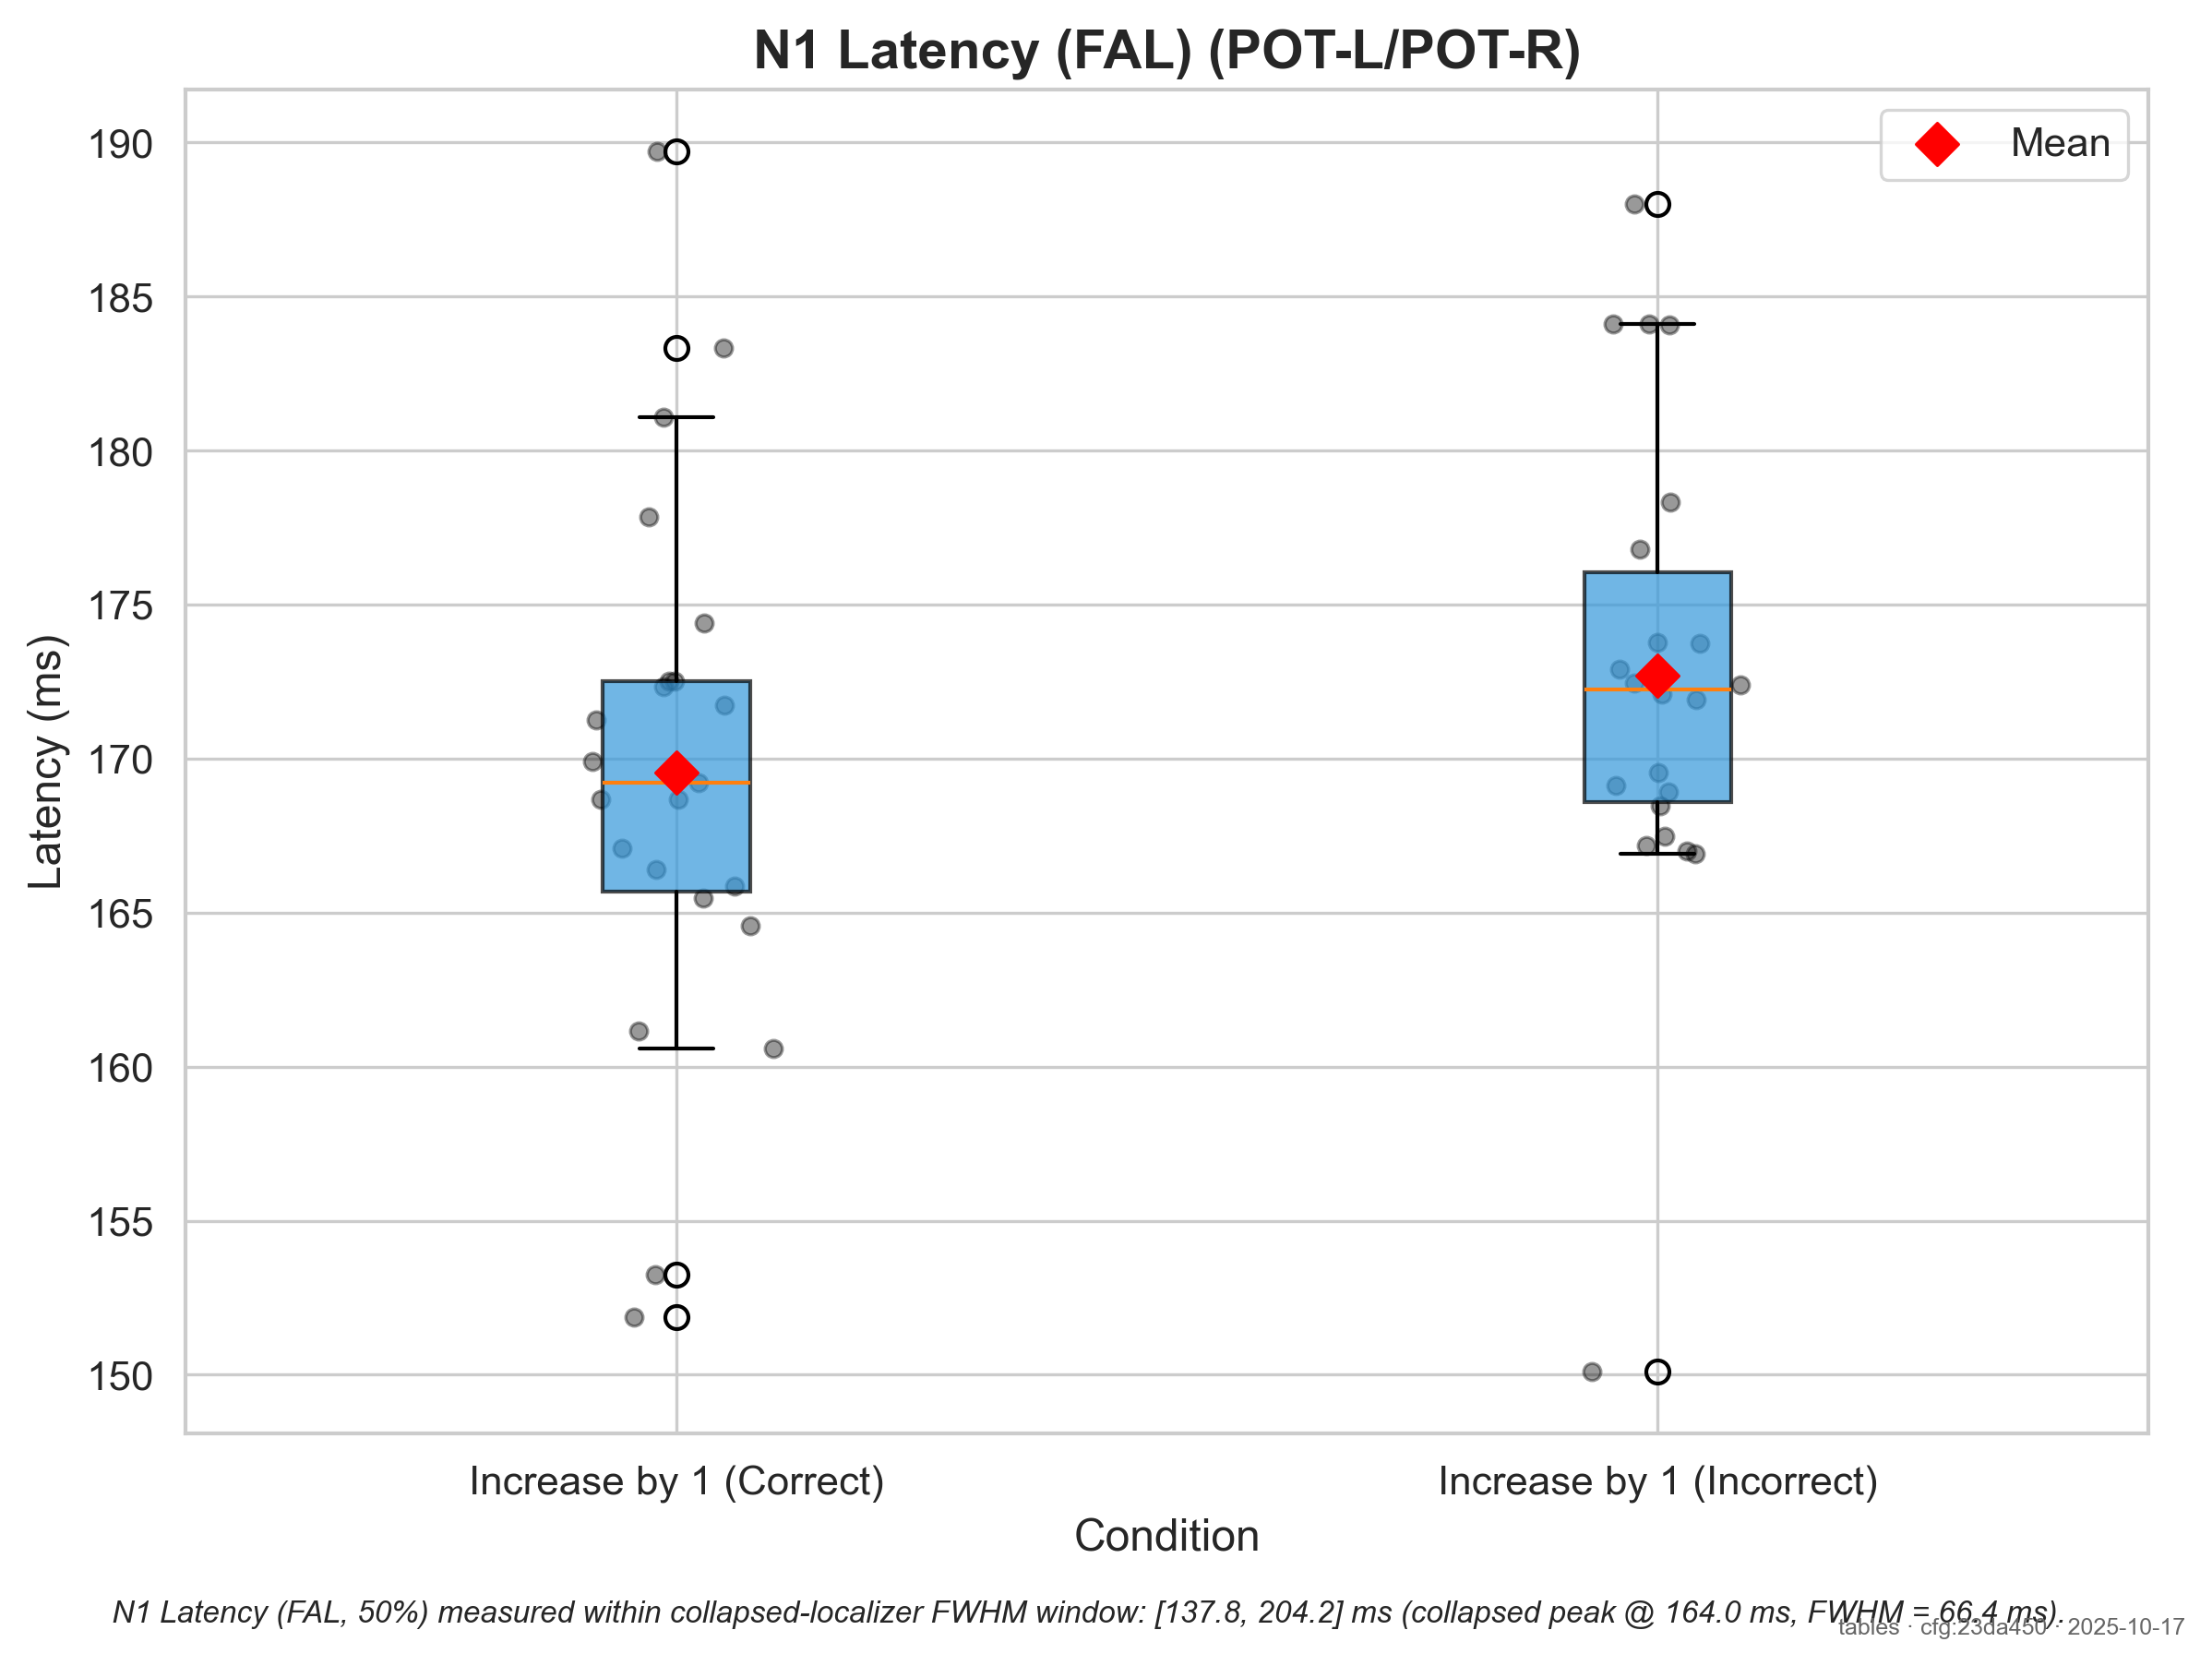 N1 Latency (FAL) (POT-L/POT-R)
Mean
190
185
180
175
170
165
160
155
150
Latency (ms)
Increase by 1 (Correct)
Increase by 1 (Incorrect)
Condition
N1 Latency (FAL, 50%) measured within collapsed-localizer FWHM window: [137.8, 204.2] ms (collapsed peak @ 164.0 ms, FWHM = 66.4 ms).
tables · cfg:23da450 · 2025-10-17